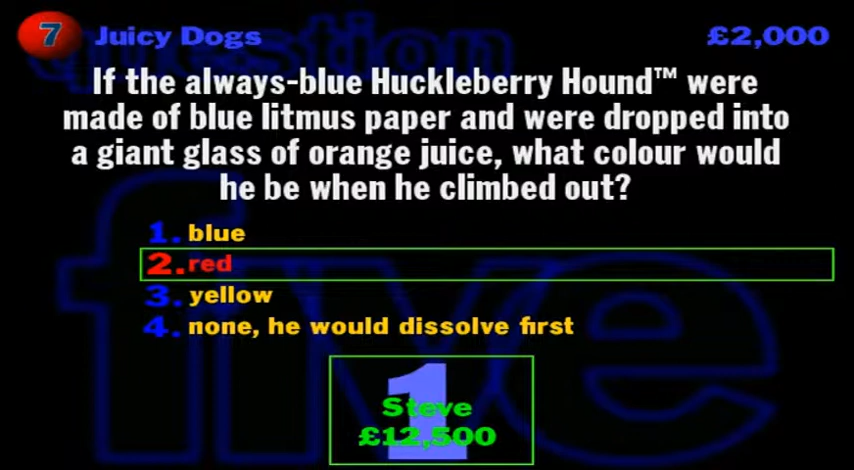 7 Juicy Dogs £2,000
question
If the always-blue Huckleberry Hound™ were
made of blue litmus paper and were dropped into
a giant glass of orange juice, what colour would
he be when he climbed out?
1. blue
2. red
3. yellow
4. none, he would dissolve first
five
1
Steve
£12,500